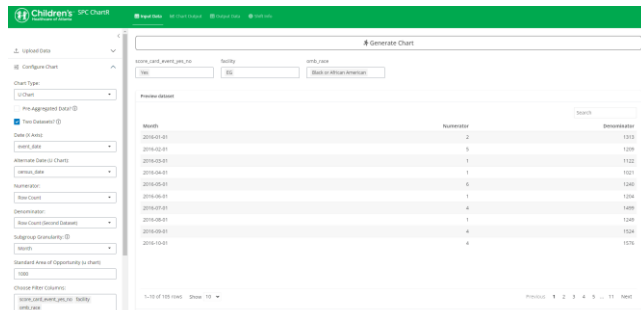 Children's SPC ChartR
Healthcare of Atlanta
Input Data Chart Output Output Data Draft Info
Upload Data
Generate Chart
Configure Chart
score_card_event_yes_no facility omb_race
Yes EG Black or African American
Chart Type:
U Chart
Pre-Aggregated Data?
Two Datasets?
Date (X Axis):
event_date
Alternate Date (U Chart):
census_date
Numerator:
Row Count
Denominator:
Row Count (Second Dataset)
Subgroup Granularity:
Month
Standard Area of Opportunity (u chart):
1000
Choose Filter Columns:
score_card_event_yes_no facility
omb_race
Preview dataset
Search
Month Numerator Denominator
2016-01-01 2 1313
2016-02-01 5 1209
2016-03-01 1 1122
2016-04-01 1 1021
2016-05-01 6 1240
2016-06-01 1 1204
2016-07-01 4 1499
2016-08-01 1 1245
2016-09-01 4 1524
2016-10-01 4 1576
1–10 of 105 rows Show 10
Previous 1 2 3 4 5 ... 11 Next